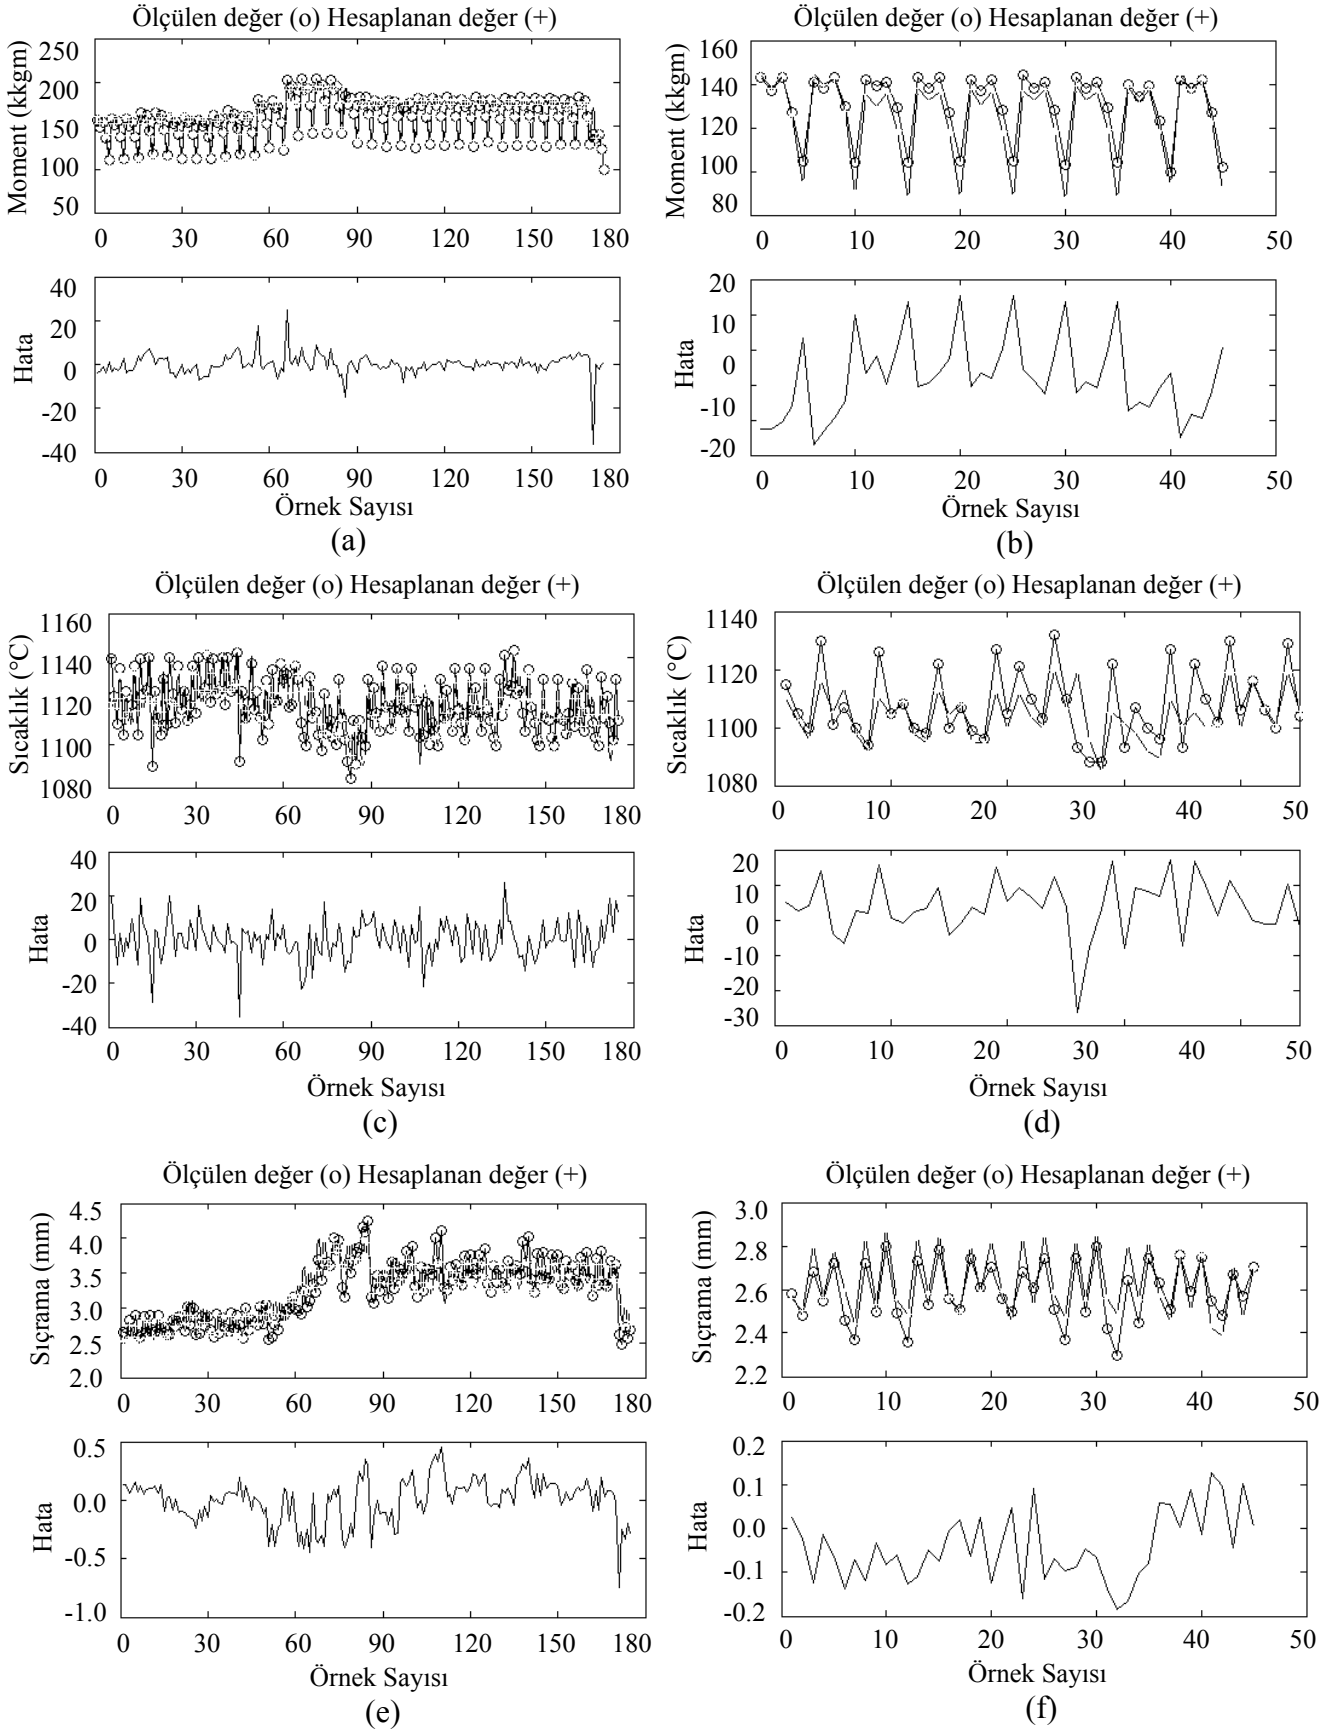 Ölçülen değer (o) Hesaplanan değer (+)
Moment (kkgm)
250
200
150
100
50
0 30 60 90 120 150 180
Hata
40
20
0
-20
-40
0 30 60 90 120 150 180
Örnek Sayısı
(a)
Ölçülen değer (o) Hesaplanan değer (+)
Moment (kkgm)
160
140
120
100
80
0 10 20 30 40 50
Hata
20
10
0
-10
-20
0 10 20 30 40 50
Örnek Sayısı
(b)
Ölçülen değer (o) Hesaplanan değer (+)
Sıcaklık (°C)
1160
1140
1120
1100
1080
0 30 60 90 120 150 180
Hata
40
20
0
-20
-40
0 30 60 90 120 150 180
Örnek Sayısı
(c)
Ölçülen değer (o) Hesaplanan değer (+)
Sıcaklık (°C)
1140
1120
1100
1080
0 10 20 30 40 50
Hata
20
10
0
-10
-20
-30
0 10 20 30 40 50
Örnek Sayısı
(d)
Ölçülen değer (o) Hesaplanan değer (+)
Sıçrama (mm)
4.5
4.0
3.5
3.0
2.5
2.0
0 30 60 90 120 150 180
Hata
0.5
0.0
-0.5
-1.0
0 30 60 90 120 150 180
Örnek Sayısı
(e)
Ölçülen değer (o) Hesaplanan değer (+)
Sıçrama (mm)
3.0
2.8
2.6
2.4
2.2
0 10 20 30 40 50
Hata
0.2
0.1
0.0
-0.1
-0.2
0 10 20 30 40 50
Örnek Sayısı
(f)